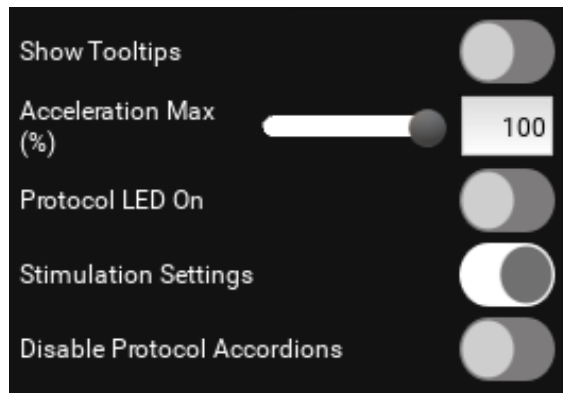 Show Tooltips
Acceleration Max
(%)
100
Protocol LED On
Stimulation Settings
Disable Protocol Accordions